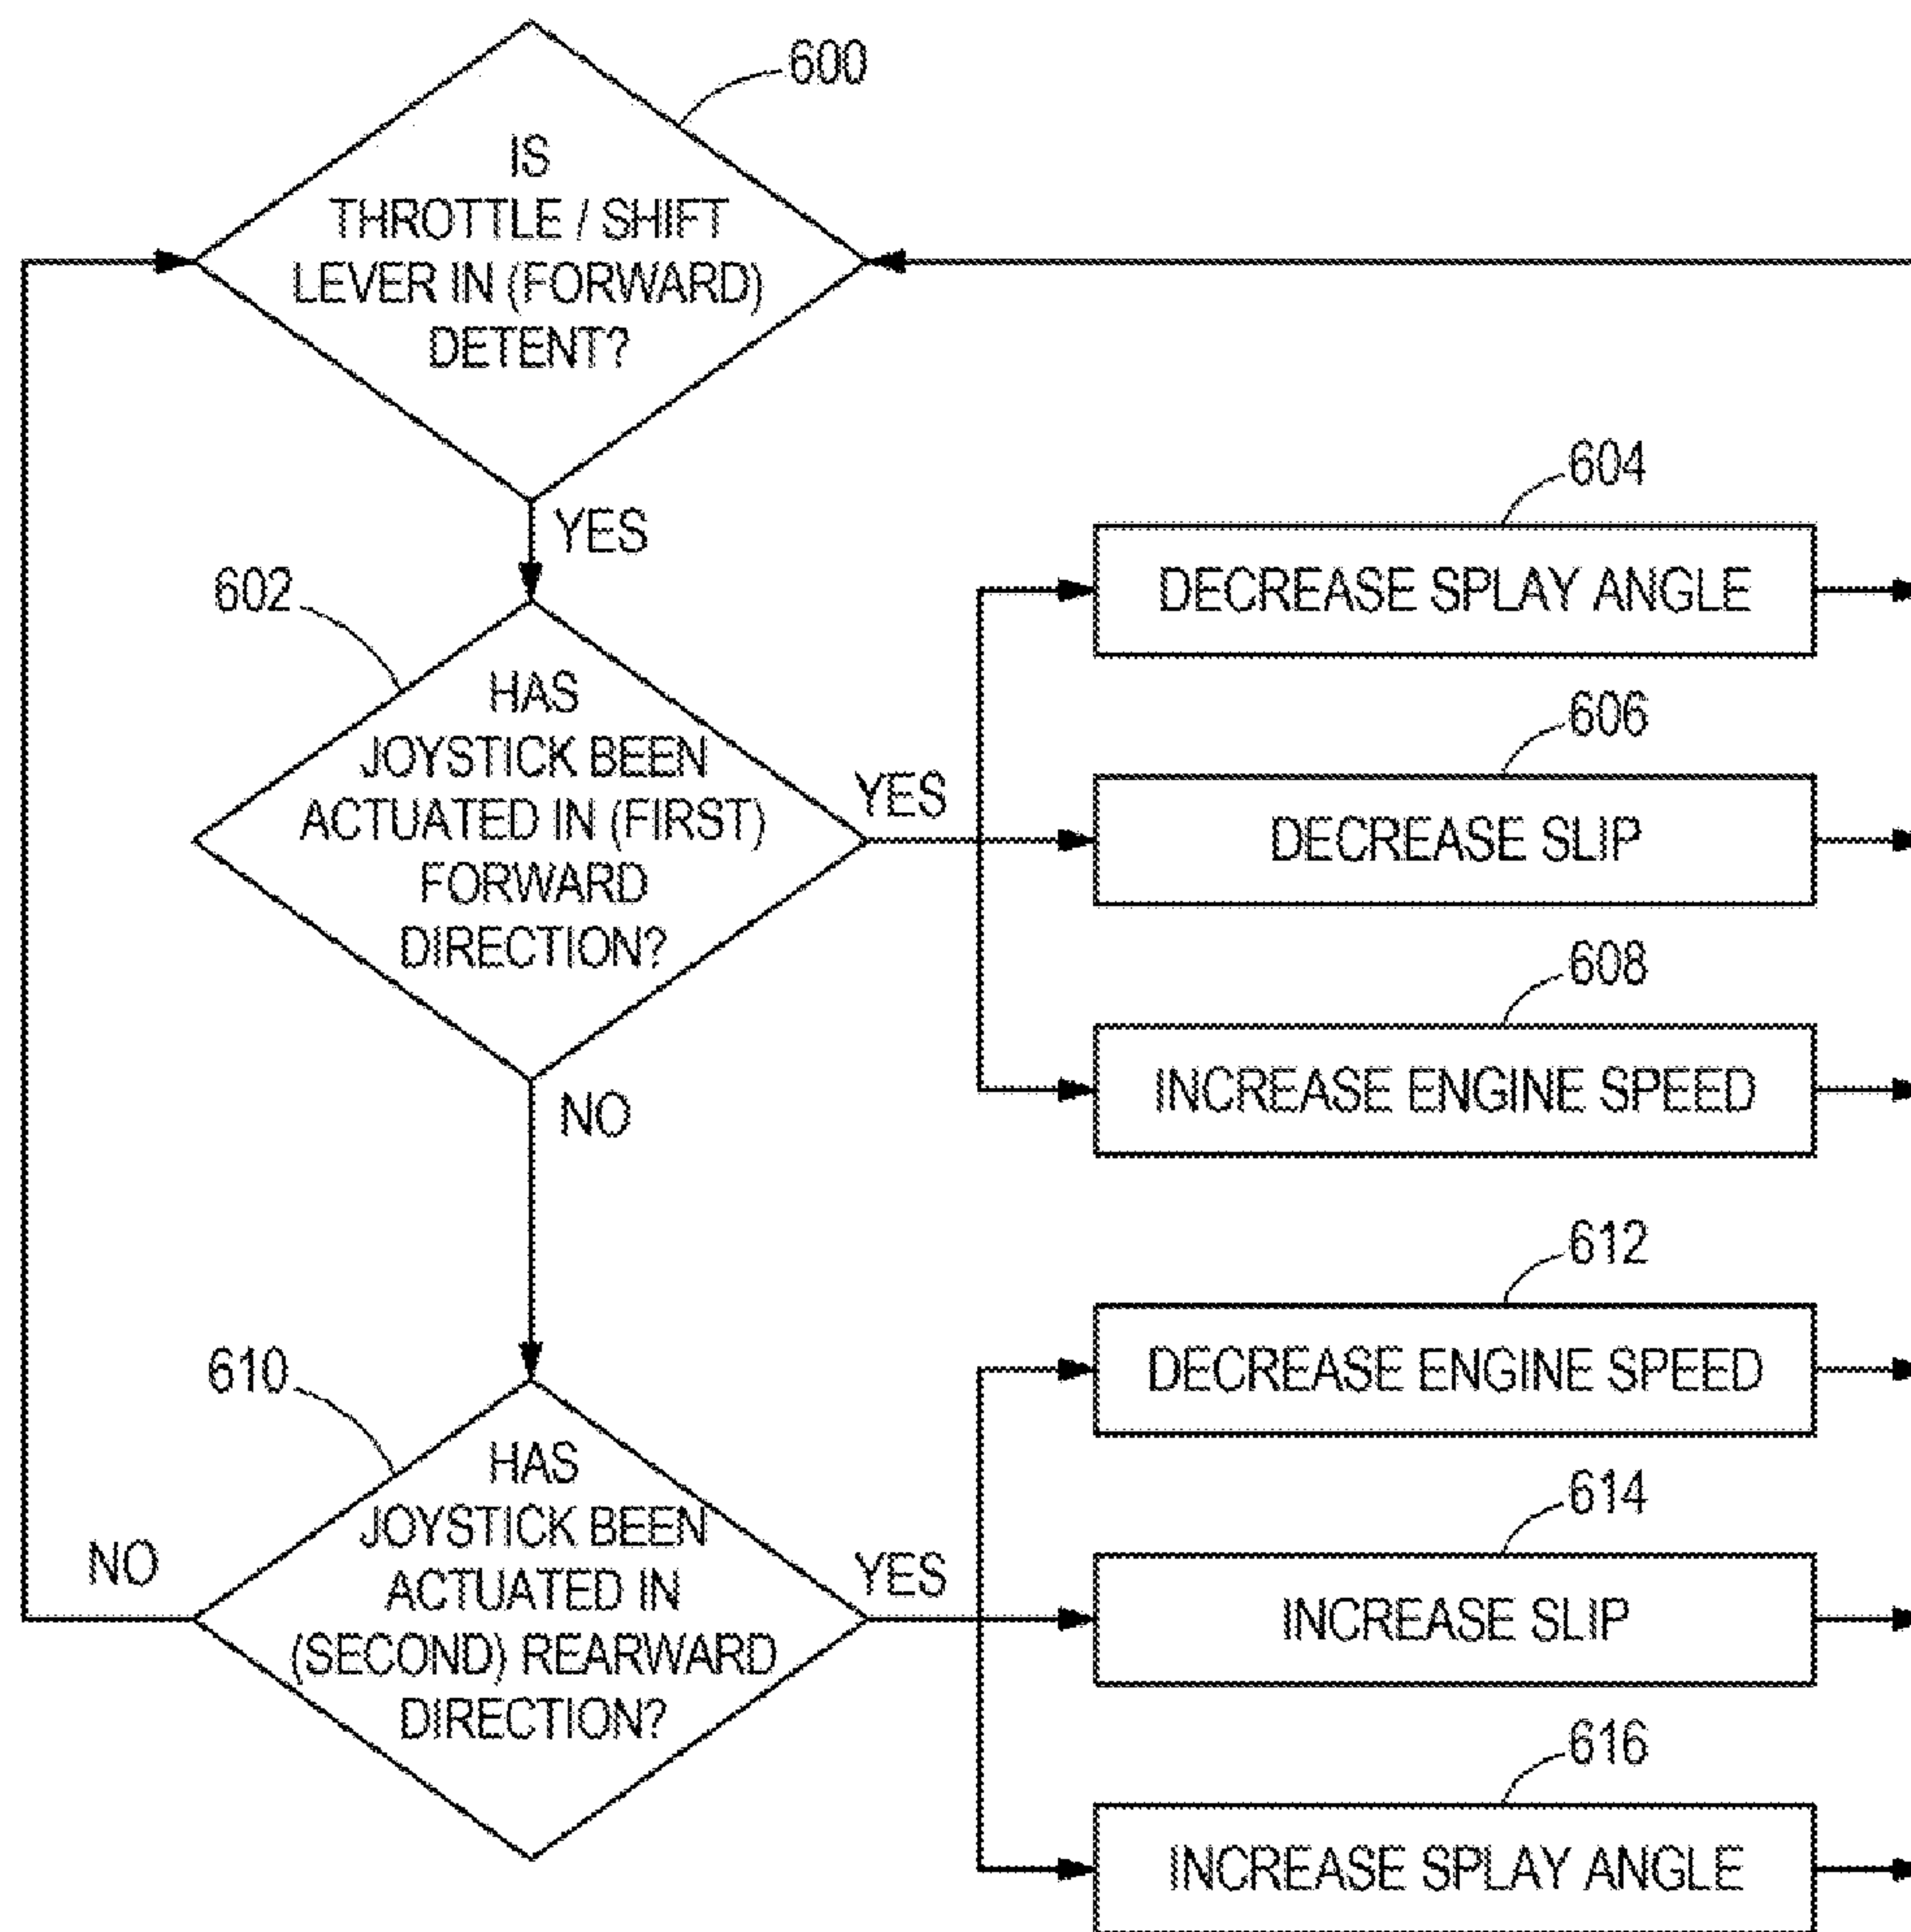 600
IS
THROTTLE / SHIFT
LEVER IN (FORWARD)
DETENT?
YES
602
HAS
JOYSTICK BEEN
ACTUATED IN (FIRST)
FORWARD
DIRECTION?
YES
NO
604
DECREASE SPLAY ANGLE
606
DECREASE SLIP
608
INCREASE ENGINE SPEED
610
HAS
JOYSTICK BEEN
ACTUATED IN
(SECOND) REARWARD
DIRECTION?
NO
YES
612
DECREASE ENGINE SPEED
614
INCREASE SLIP
616
INCREASE SPLAY ANGLE